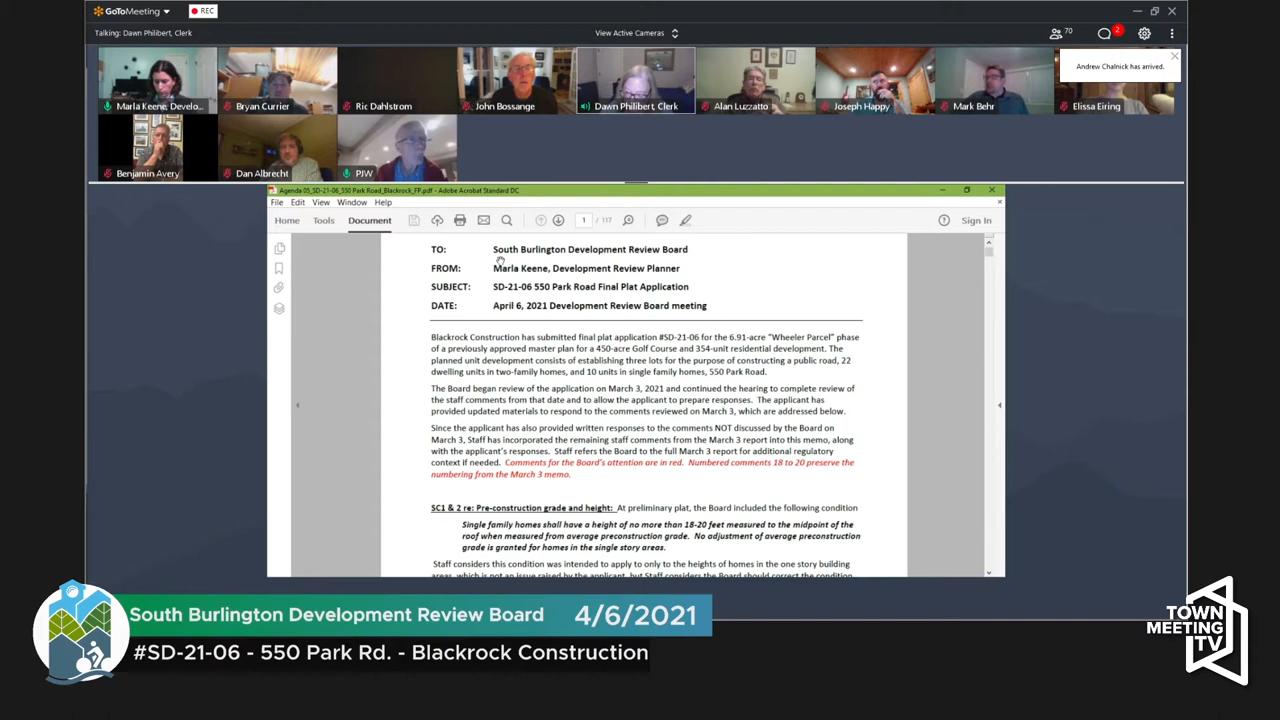 GoToMeeting
REC
Talking: Dawn Philibert, Clerk
View Active Cameras
70
2
Andrew Chalnick has arrived.
Marla Keene, Develo...
Bryan Currier
Ric Dahlstrom
John Bossange
Dawn Philibert, Clerk
Alan Luzzatto
Joseph Happy
Mark Behr
Elissa Eiring
Benjamin Avery
Dan Albrecht
PJW
Agenda 05_SD-21-06_550 Park Road_Blackrock_FP.pdf - Adobe Acrobat Standard DC
File Edit View Window Help
Home Tools Document
1 / 117
Sign In
TO: South Burlington Development Review Board
FROM: Marla Keene, Development Review Planner
SUBJECT: SD-21-06 550 Park Road Final Plat Application
DATE: April 6, 2021 Development Review Board meeting
Blackrock Construction has submitted final plat application #SD-21-06 for the 6.91-acre "Wheeler Parcel" phase
of a previously approved master plan for a 450-acre Golf Course and 354-unit residential development. The
planned unit development consists of establishing three lots for the purpose of constructing a public road, 22
dwelling units in two-family homes, and 10 units in single family homes, 550 Park Road.
The Board began review of the application on March 3, 2021 and continued the hearing to complete review of
the staff comments from that date and to allow the applicant to prepare responses. The applicant has
provided updated materials to respond to the comments reviewed on March 3, which are addressed below.
Since the applicant has also provided written responses to the comments NOT discussed by the Board on
March 3, Staff has incorporated the remaining staff comments from the March 3 report into this memo, along
with the applicant's responses. Staff refers the Board to the full March 3 report for additional regulatory
context if needed. Comments for the Board's attention are in red. Numbered comments 18 to 20 preserve the
numbering from the March 3 memo.
SC1 & 2 re: Pre-construction grade and height: At preliminary plat, the Board included the following condition
Single family homes shall have a height of no more than 18-20 feet measured to the midpoint of the
roof when measured from average preconstruction grade. No adjustment of average preconstruction
grade is granted for homes in the single story areas.
Staff considers this condition was intended to apply to only to the heights of homes in the one story building
areas, which is not an issue raised by the applicant, but Staff considers the Board should correct the condition
South Burlington Development Review Board 4/6/2021
#SD-21-06 - 550 Park Rd. - Blackrock Construction
TOWN
MEETING
TV